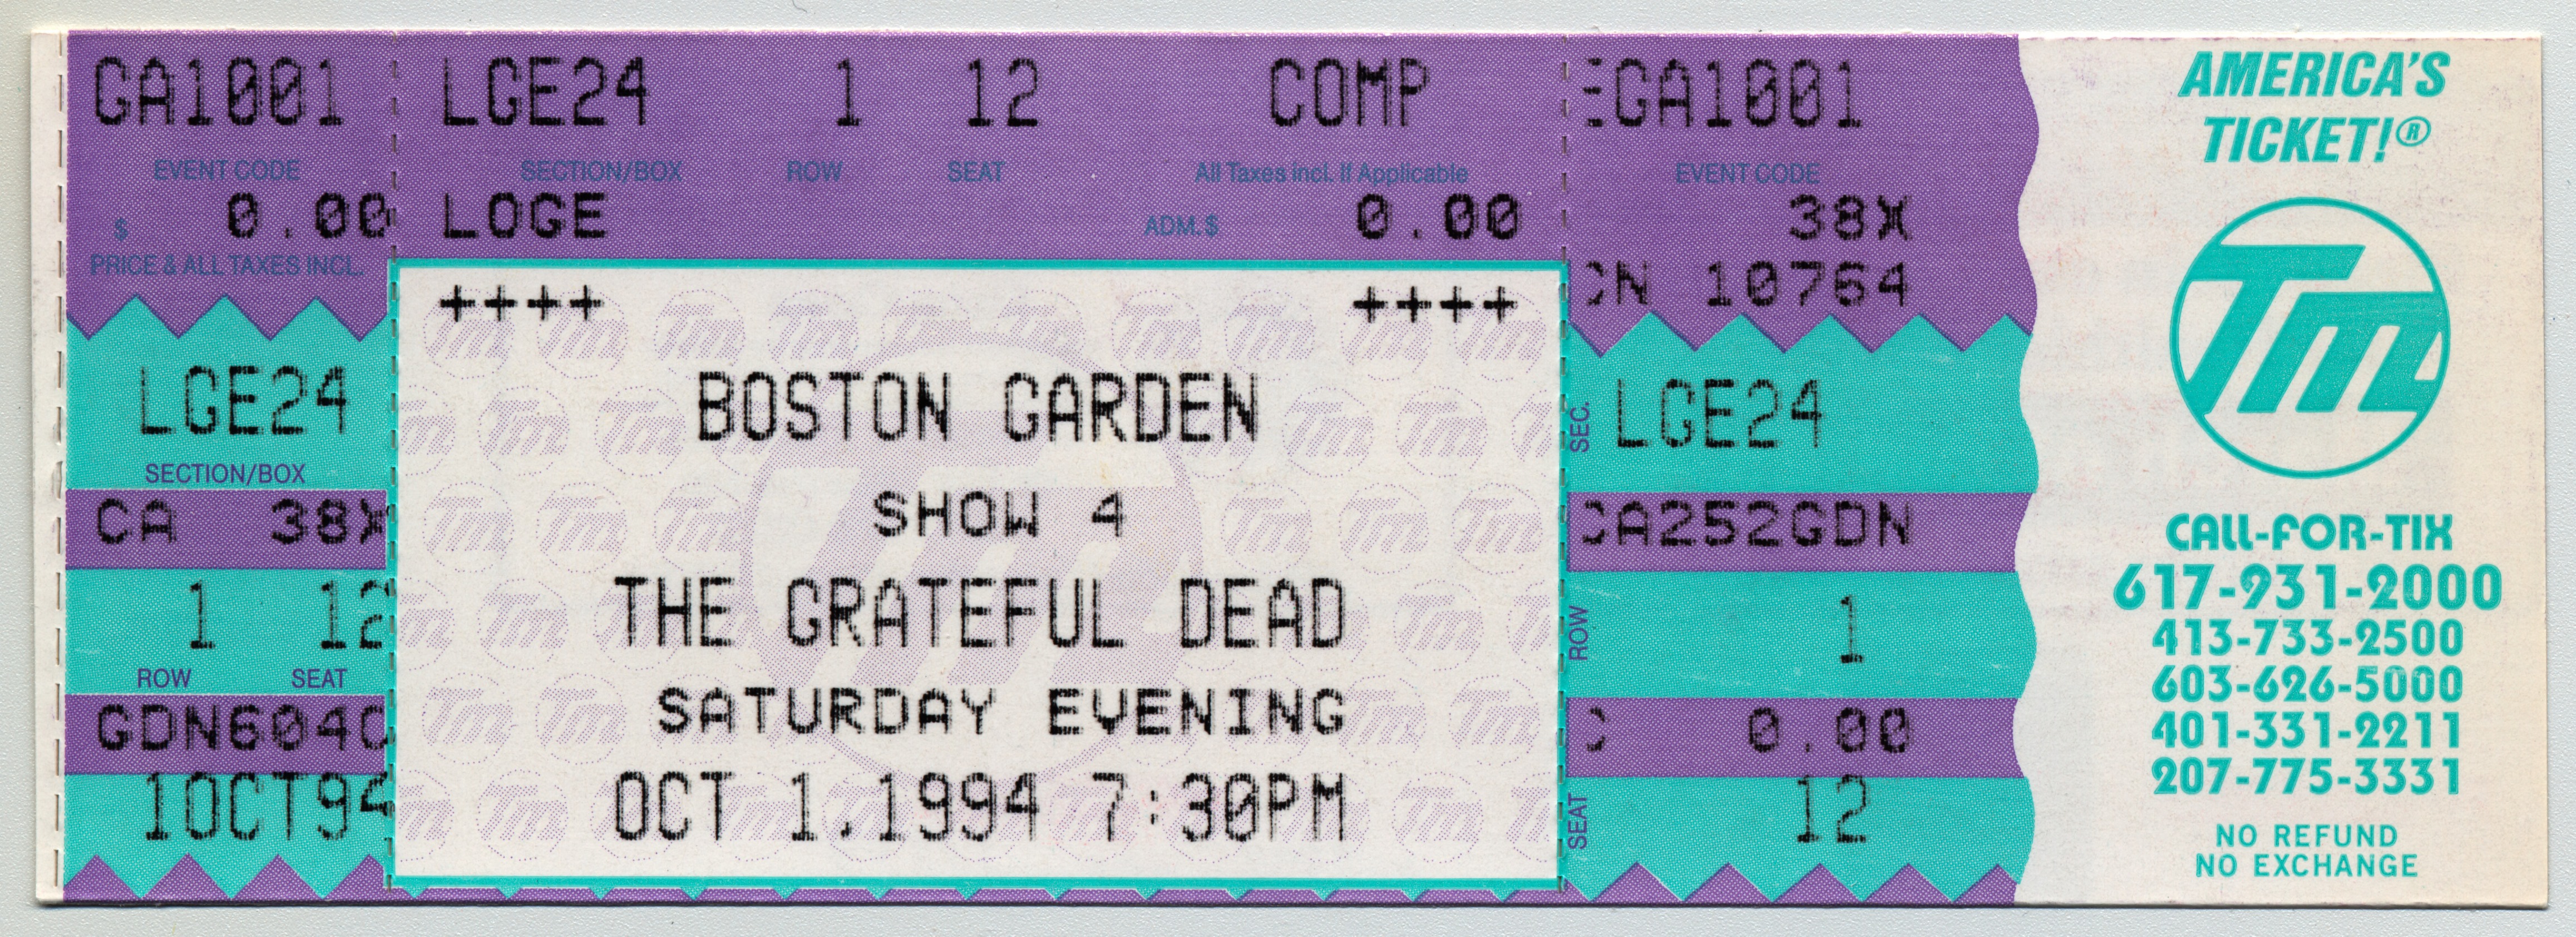 GA1001
EVENT CODE
$ 0.00
PRICE & ALL TAXES INCL.
LGE24
SECTION/BOX
CA 38X
1 12
ROW SEAT
GDN604C
1OCT94
LGE24 1 12 COMP
SECTION/BOX ROW SEAT All Taxes incl. If Applicable
LOGE ADM.$ 0.00
++++ ++++
BOSTON GARDEN
SHOW 4
THE GRATEFUL DEAD
SATURDAY EVENING
OCT 1,1994 7:30PM
EGA1001
EVENT CODE
38X
CN 10764
SEC. LGE24
CA252GDN
ROW 1
C 0.00
SEAT 12
AMERICA'S
TICKET!®
Tm
CALL-FOR-TIX
617-931-2000
413-733-2500
603-626-5000
401-331-2211
207-775-3331
NO REFUND
NO EXCHANGE